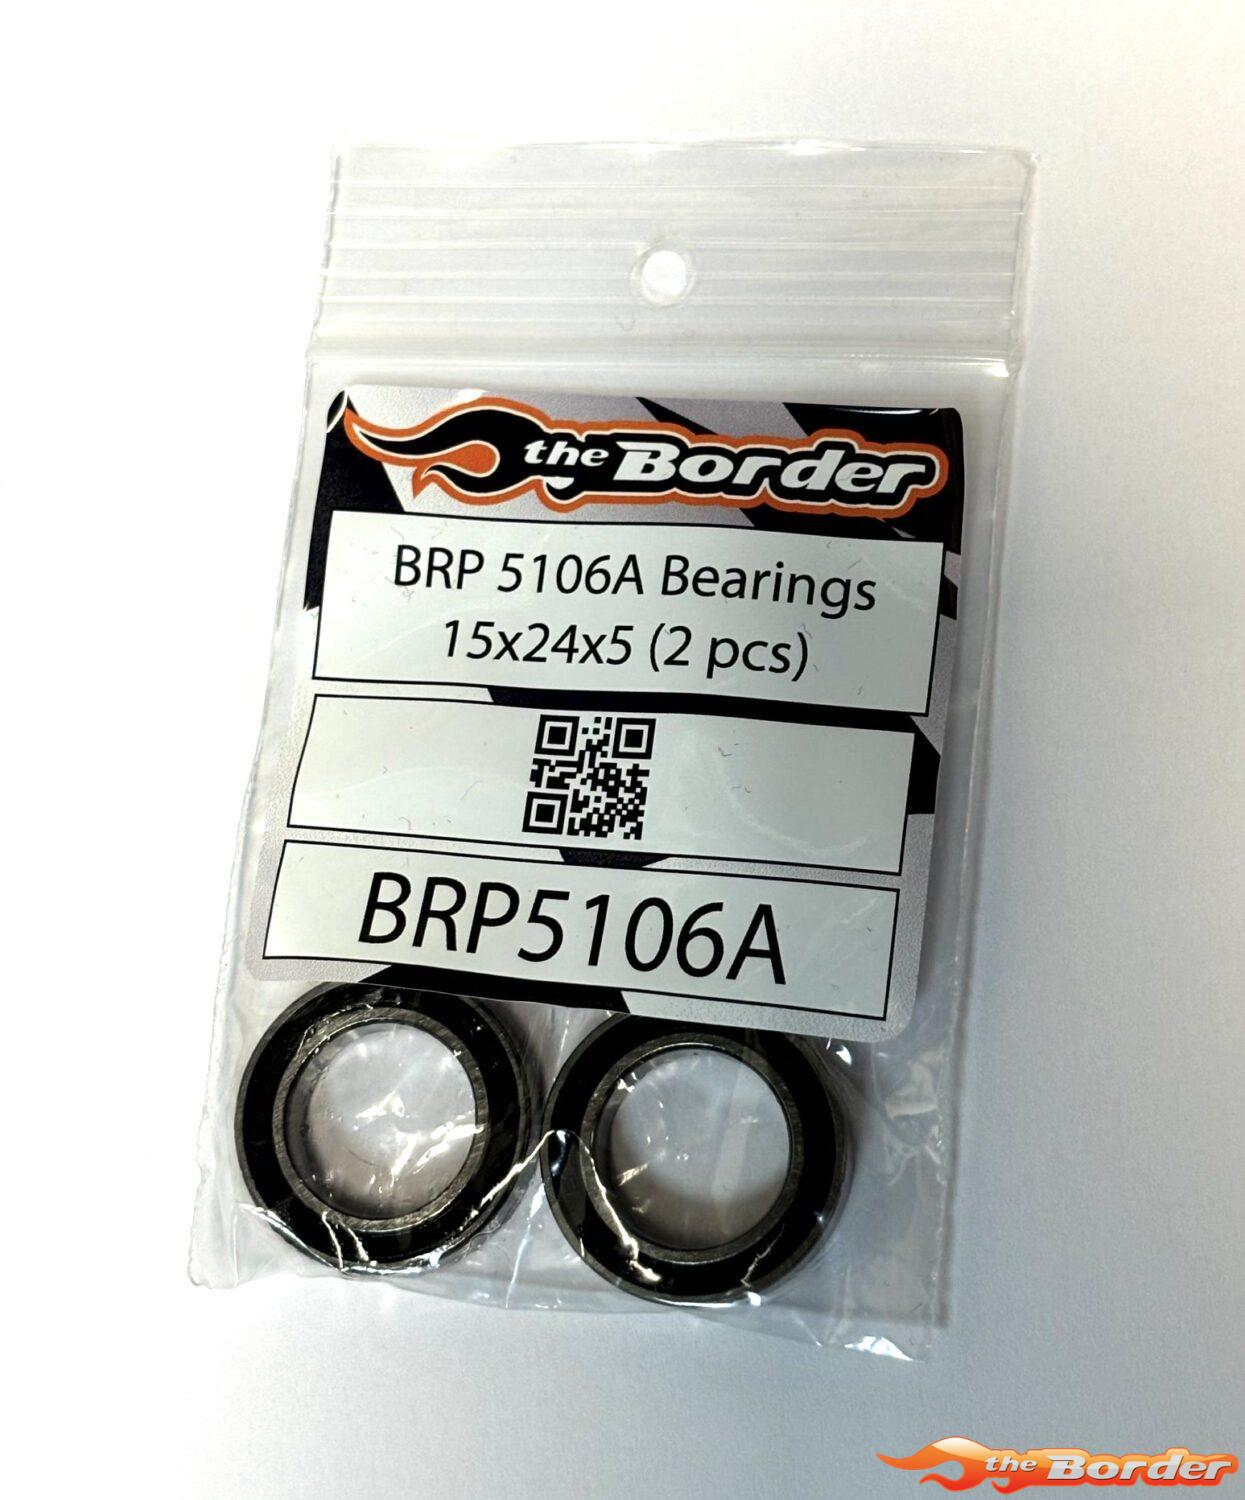 the Border
BRP 5106A Bearings
15x24x5 (2 pcs)
BRP5106A
the Border